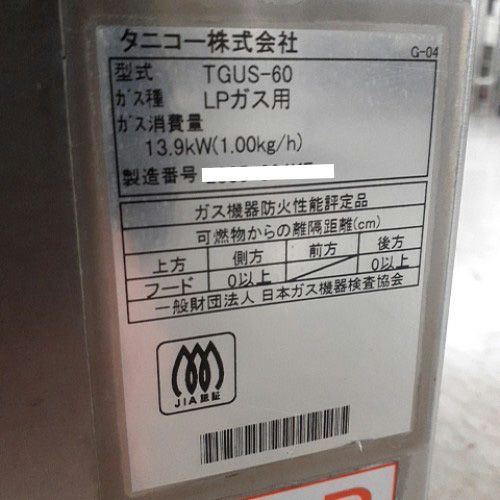 タニコー株式会社
G-04
型式 TGUS-60
ガス種 LPガス用
ガス消費量
13.9kW(1.00kg/h)
製造番号
ガス機器防火性能評定品
可燃物からの離隔距離(cm)
上方 側方 前方 後方
フード 0以上 0以上
一般財団法人 日本ガス機器検査協会
JIA認証